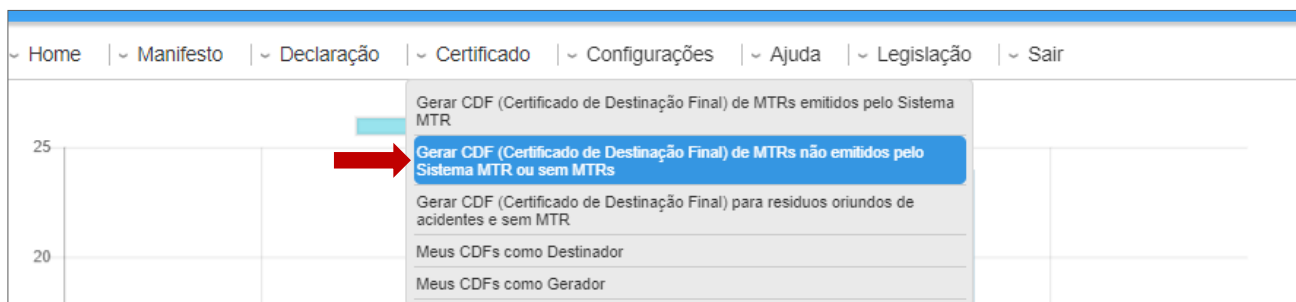 Home Manifesto Declaração Certificado Configurações Ajuda Legislação Sair
Gerar CDF (Certificado de Destinação Final) de MTRs emitidos pelo Sistema
MTR
25
Gerar CDF (Certificado de Destinação Final) de MTRs não emitidos pelo
Sistema MTR ou sem MTRs
Gerar CDF (Certificado de Destinação Final) para residuos oriundos de
acidentes e sem MTR
20
Meus CDFs como Destinador
Meus CDFs como Gerador